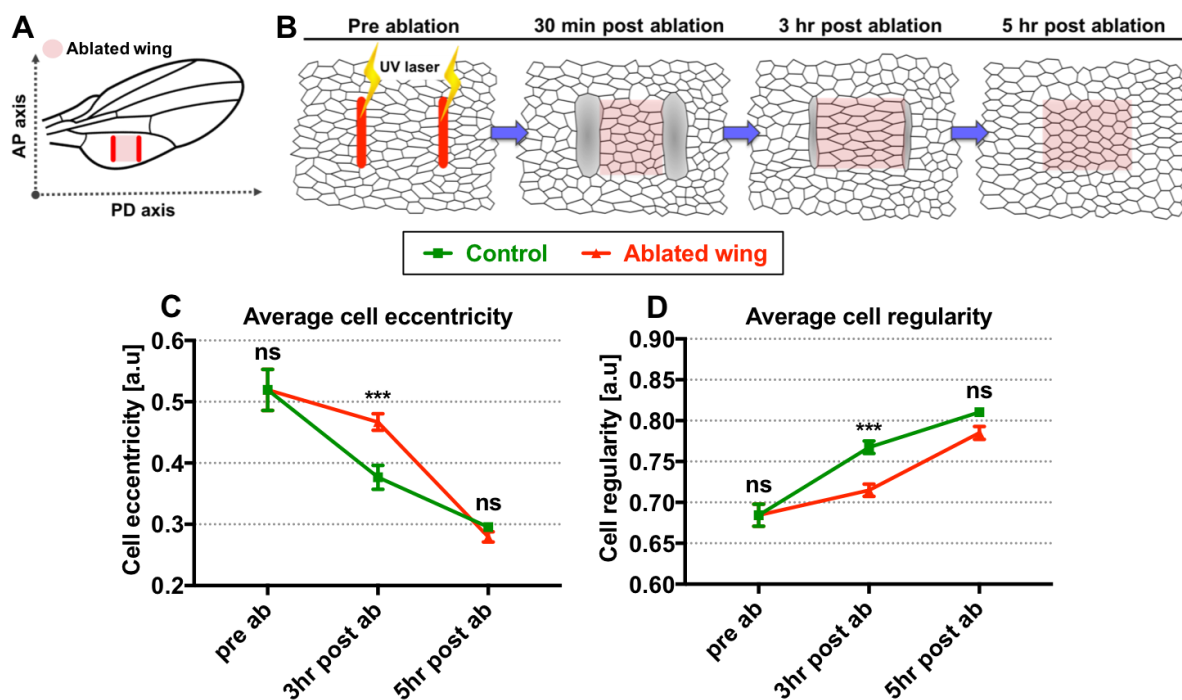 A
Ablated wing
AP axis
PD axis
B
Pre ablation
30 min post ablation
3 hr post ablation
5 hr post ablation
UV laser
Control
Ablated wing
C
Average cell eccentricity
Cell eccentricity [a.u]
0.6
0.5
0.4
0.3
0.2
ns
***
ns
pre ab
3hr post ab
5hr post ab
D
Average cell regularity
Cell regularity [a.u]
0.90
0.85
0.80
0.75
0.70
0.65
0.60
ns
***
ns
pre ab
3hr post ab
5hr post ab